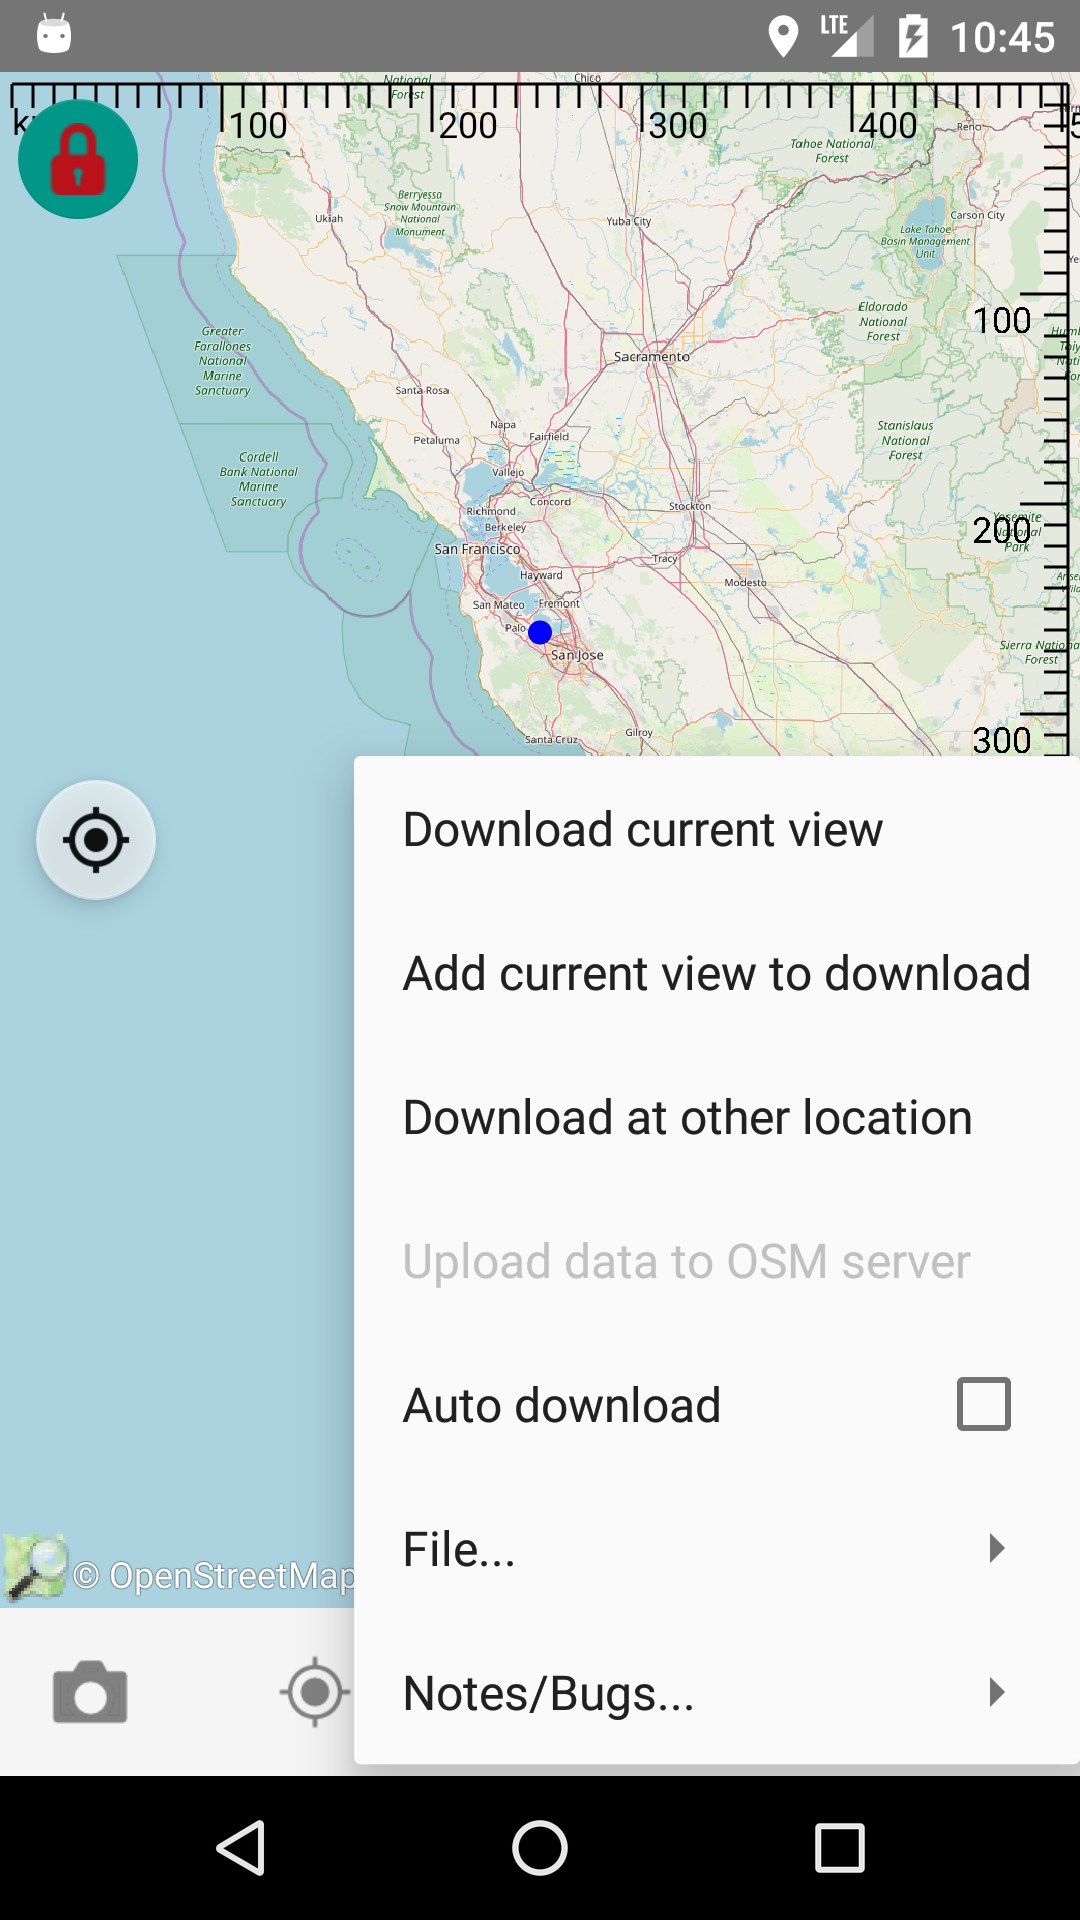 LTE 10:45
National
Forest
Chico
100
200
300
400
Reno
Tahoe National
Forest
Berryessa
Snow Mountain
National
Monument
Ukiah
Yuba City
Carson City
Lake Tahoe
Basin Management
Unit
Eldorado
National
Forest
100
Greater
Farallones
National
Marine
Sanctuary
Sacramento
Santa Rosa
Napa
Petaluma
Fairfield
Stanislaus
National
Forest
Cordell
Bank National
Marine
Sanctuary
Vallejo
Concord
Richmond
Berkeley
Stockton
200
Yosemite
National
Park
San Francisco
Tracy
Hayward
Modesto
San Mateo
Fremont
Palo
San Jose
Sierra Nationa
Forest
Santa Cruz
Gilroy
300
Download current view
Add current view to download
Download at other location
Upload data to OSM server
Auto download
File...
© OpenStreetMap
Notes/Bugs...